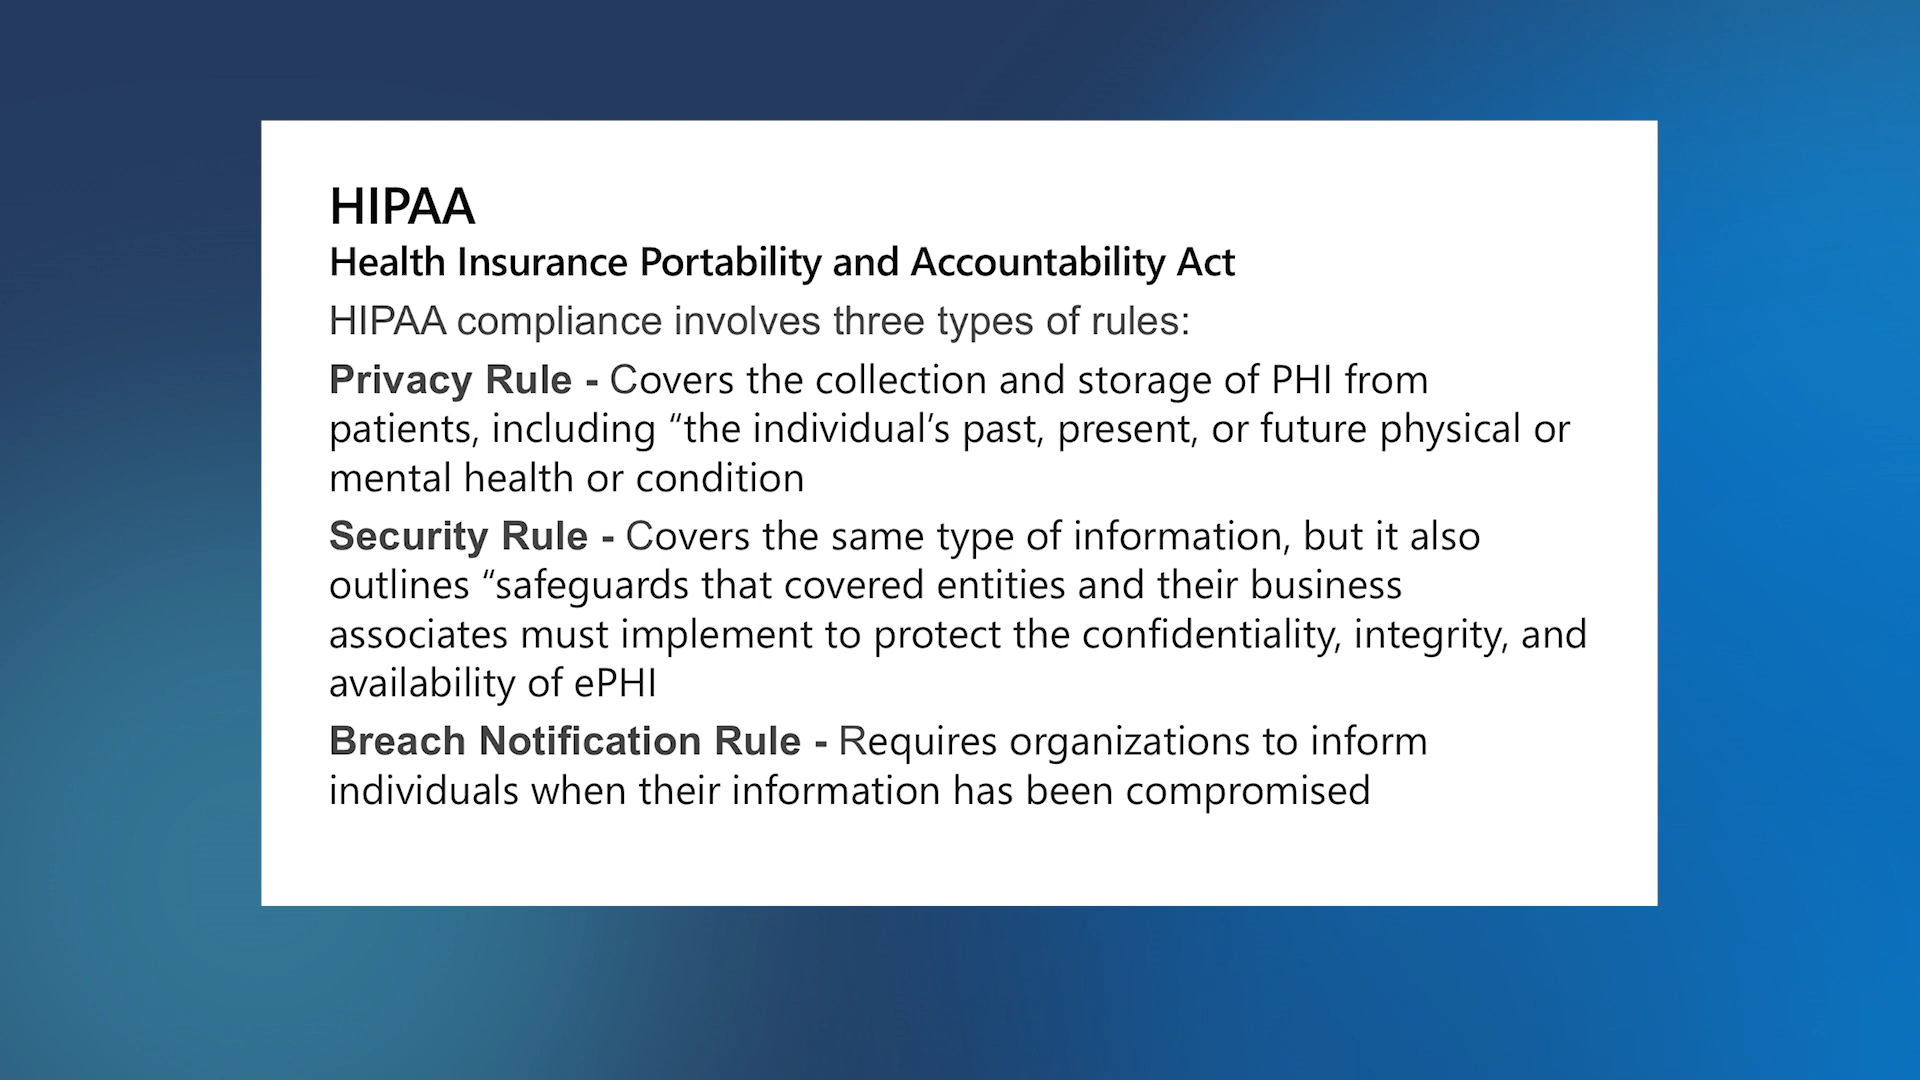 HIPAA
Health Insurance Portability and Accountability Act
HIPAA compliance involves three types of rules:
Privacy Rule - Covers the collection and storage of PHI from
patients, including “the individual’s past, present, or future physical or
mental health or condition
Security Rule - Covers the same type of information, but it also
outlines “safeguards that covered entities and their business
associates must implement to protect the confidentiality, integrity, and
availability of ePHI
Breach Notification Rule - Requires organizations to inform
individuals when their information has been compromised